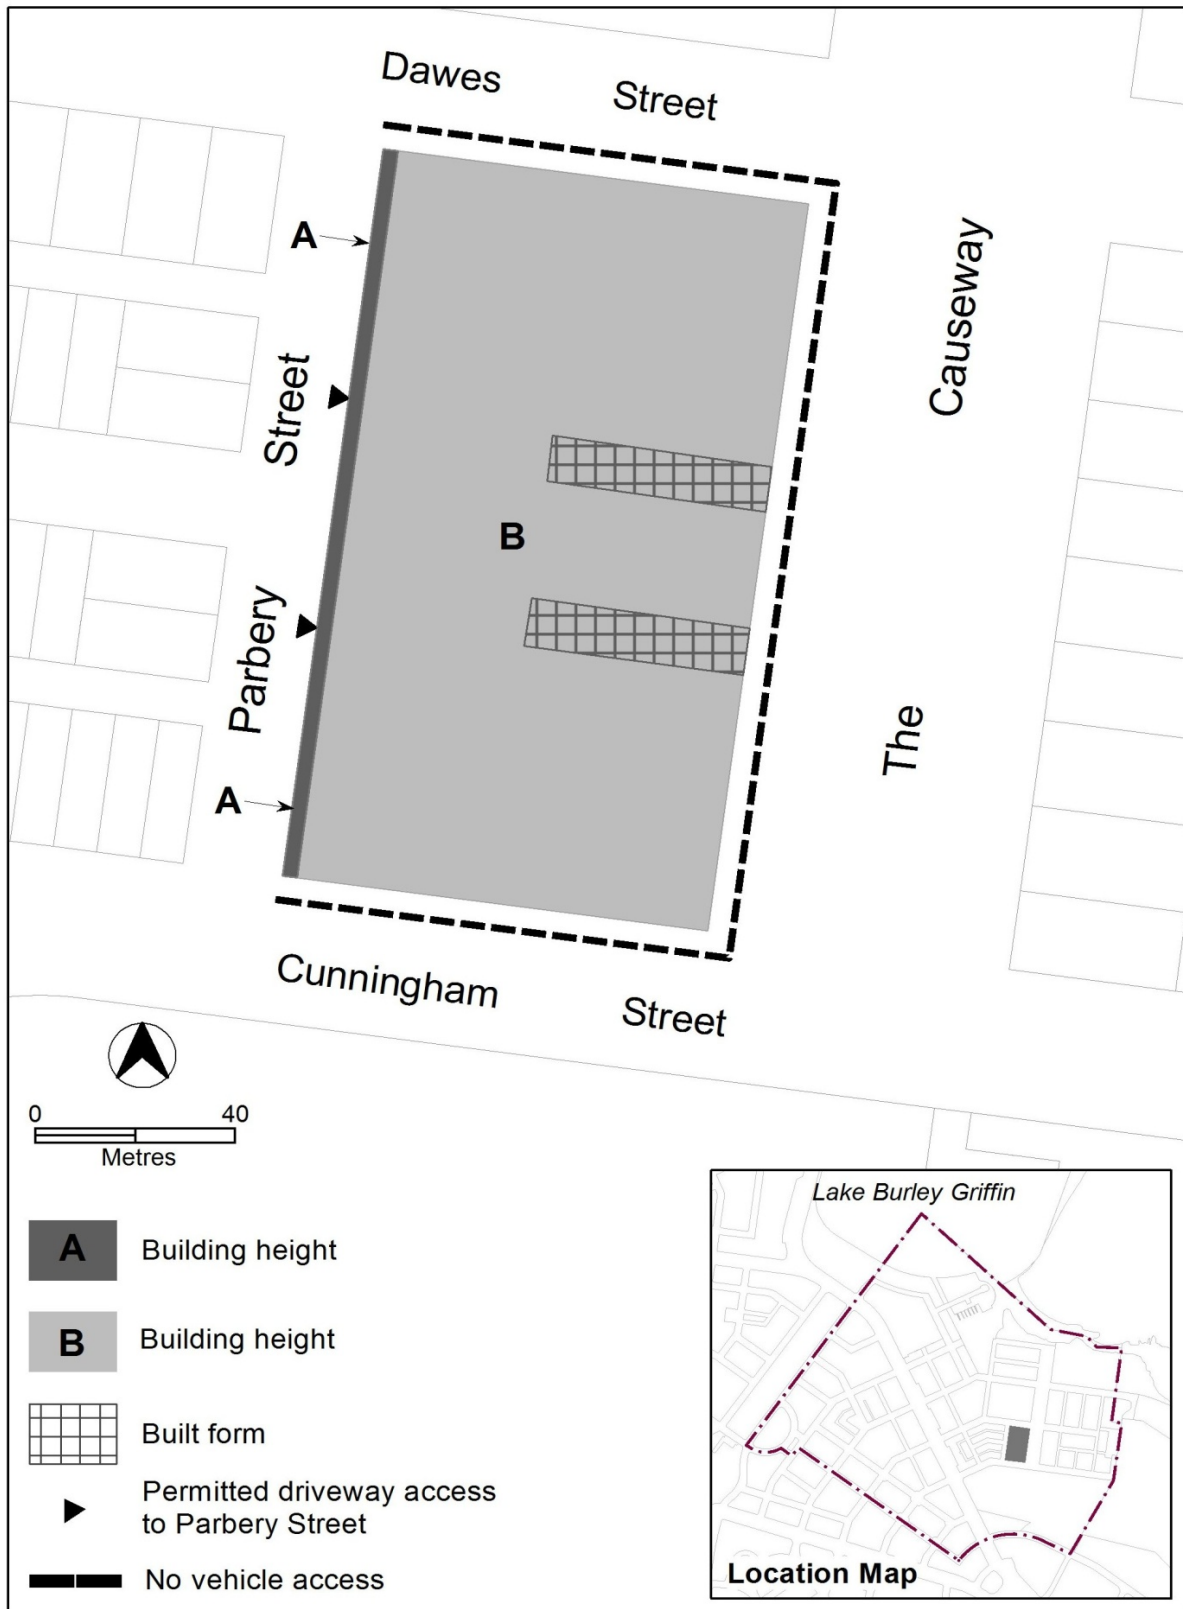 Dawes Street
A
Causeway
Street
B
Parbery
The
A
Cunningham Street
0 40
Metres
A Building height
B Building height
Built form
Permitted driveway access
to Parbery Street
No vehicle access
Lake Burley Griffin
Location Map